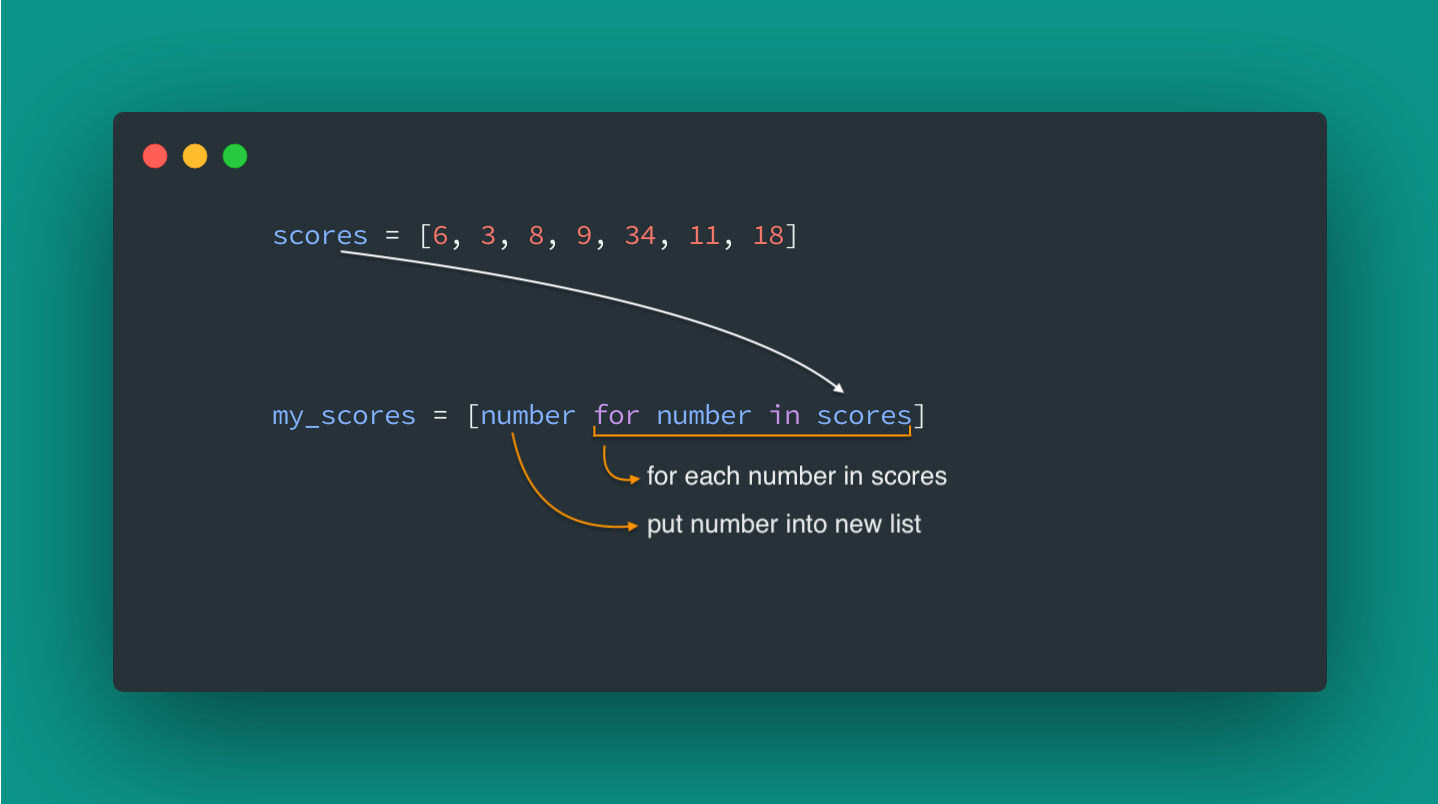 scores = [6, 3, 8, 9, 34, 11, 18]
my_scores = [number for number in scores]
for each number in scores
put number into new list